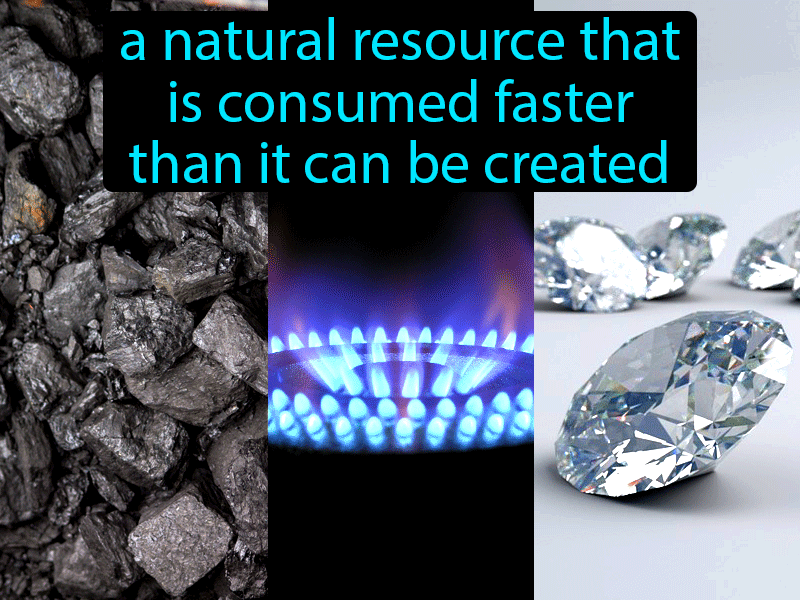 a natural resource that
is consumed faster
than it can be created